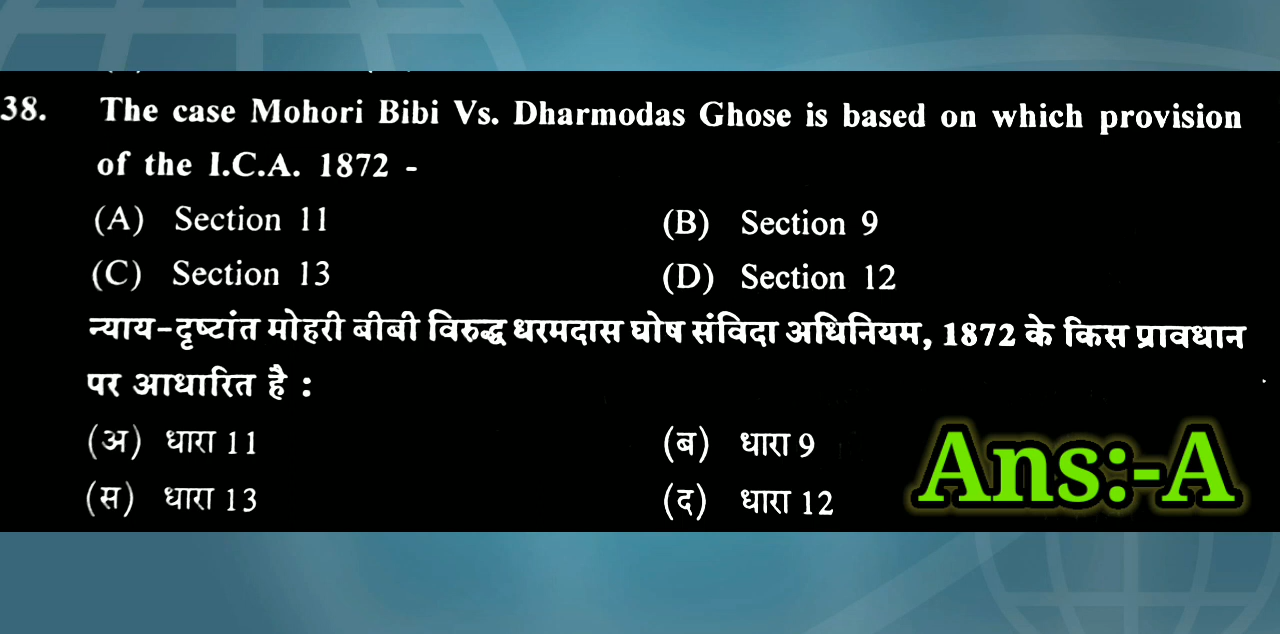 38. The case Mohori Bibi Vs. Dharmodas Ghose is based on which provision
of the I.C.A. 1872 -
(A) Section 11 (B) Section 9
(C) Section 13 (D) Section 12
न्याय-दृष्टांत मोहरी बीबी विरुद्ध धरमदास घोष संविदा अधिनियम, 1872 के किस प्रावधान
पर आधारित है :
(अ) धारा 11 (ब) धारा 9
(स) धारा 13 (द) धारा 12
Ans:-A